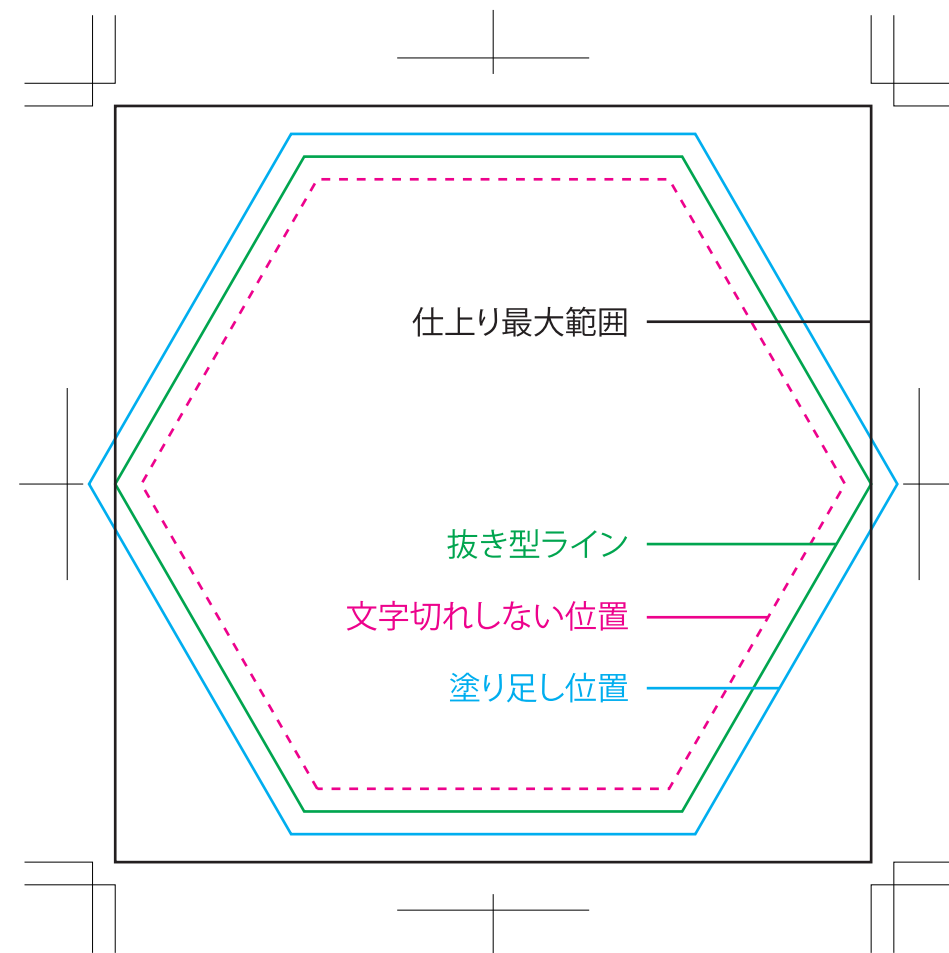 仕上り最大範囲
抜き型ライン
文字切れしない位置
塗り足し位置